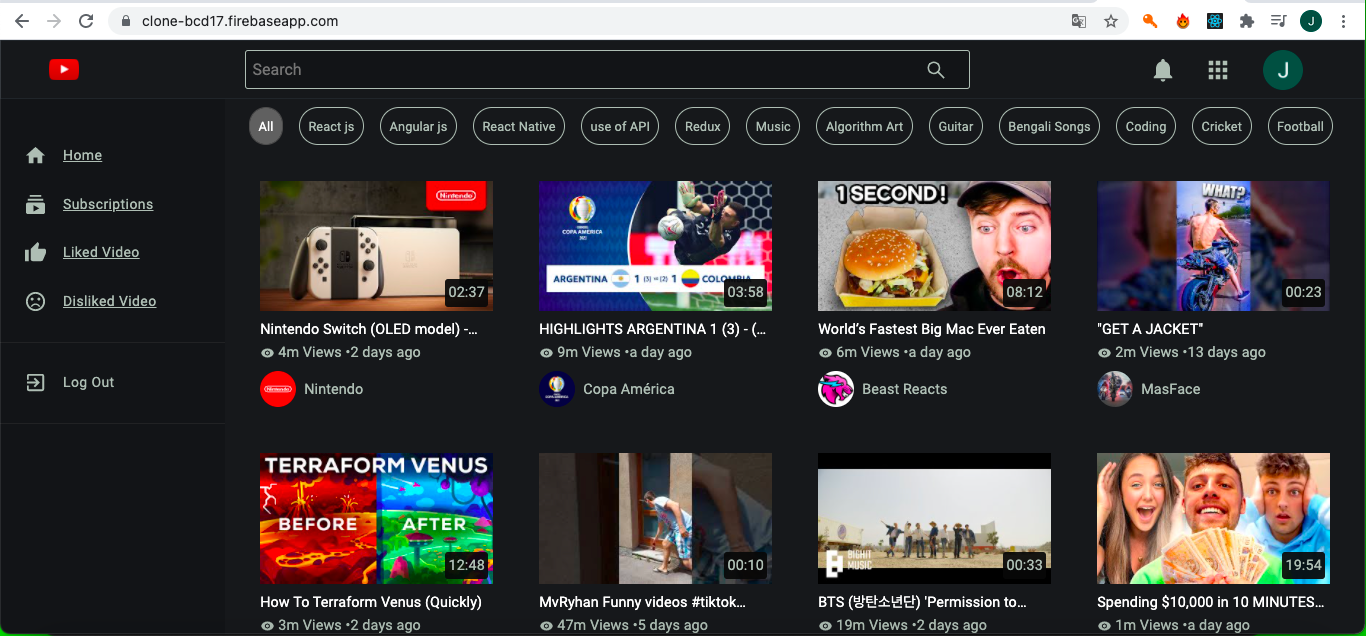 clone-bcd17.firebaseapp.com
J
Search
J
All
React js
Angular js
React Native
use of API
Redux
Music
Algorithm Art
Guitar
Bengali Songs
Coding
Cricket
Football
Home
Subscriptions
Liked Video
Disliked Video
Log Out
Nintendo
02:37
Nintendo Switch (OLED model) -...
4m Views •2 days ago
Nintendo
COPA AMÉRICA
ARGENTINA 1 (3) vs (2) 1 COLOMBIA
03:58
HIGHLIGHTS ARGENTINA 1 (3) - (...
9m Views •a day ago
Copa América
1 SECOND!
08:12
World’s Fastest Big Mac Ever Eaten
6m Views •a day ago
Beast Reacts
WHAT?
00:23
"GET A JACKET"
2m Views •13 days ago
MasFace
TERRAFORM VENUS
BEFORE
AFTER
12:48
How To Terraform Venus (Quickly)
3m Views •2 days ago
00:10
MvRyhan Funny videos #tiktok...
47m Views •5 days ago
BIGHIT
MUSIC
00:33
BTS (방탄소년단) 'Permission to...
19m Views •2 days ago
19:54
Spending $10,000 in 10 MINUTES...
1m Views •a day ago